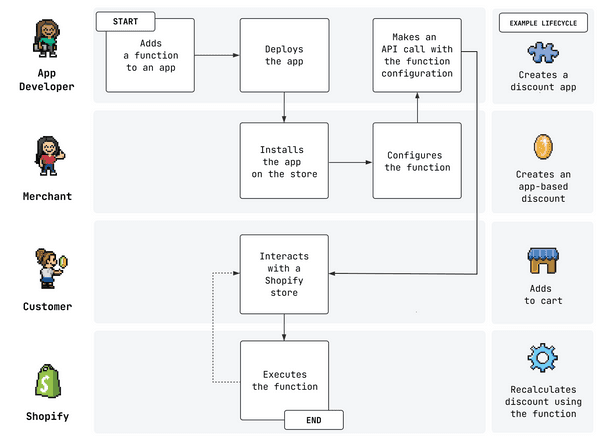 START
EXAMPLE LIFECYCLE
App
Developer
Adds
a function
to an app
Deploys
the app
Makes an
API call with
the function
configuration
Creates a
discount app
Merchant
Installs
the app
on the store
Configures
the function
Creates an
app-based
discount
Customer
Interacts
with a
Shopify
store
Adds
to cart
Shopify
Executes
the function
END
Recalculates
discount using
the function